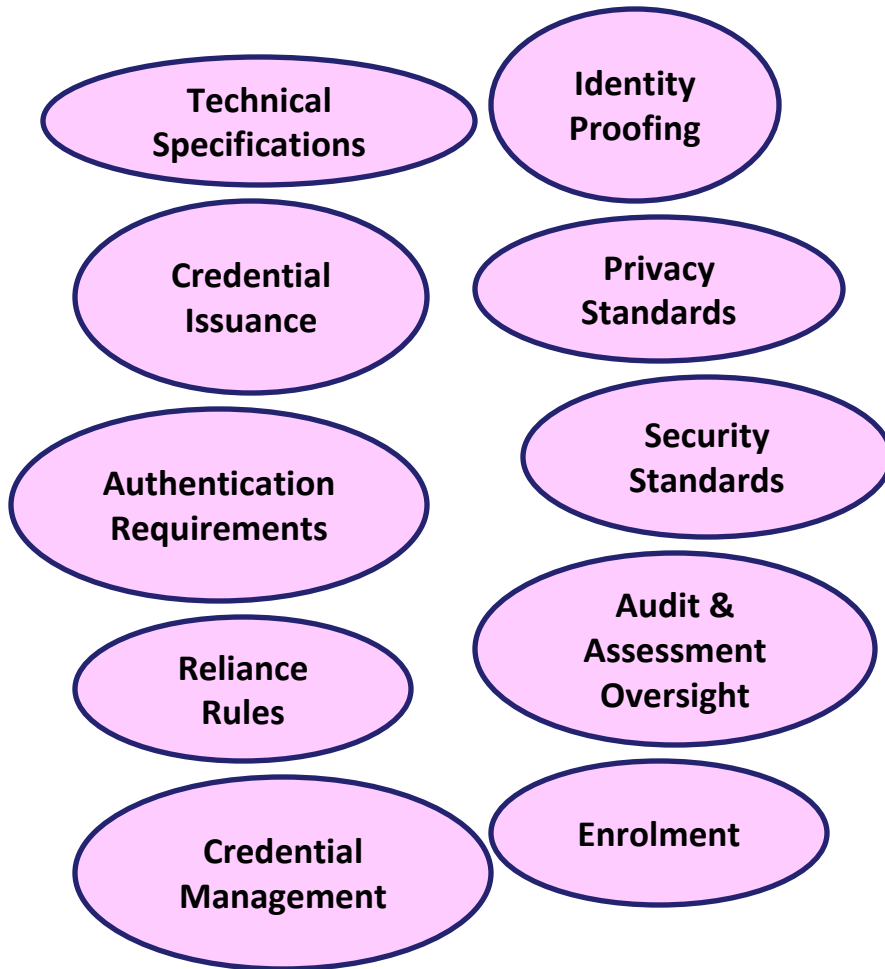 Technical
Specifications
Identity
Proofing
Credential
Issuance
Privacy
Standards
Authentication
Requirements
Security
Standards
Reliance
Rules
Audit &
Assessment
Oversight
Credential
Management
Enrolment